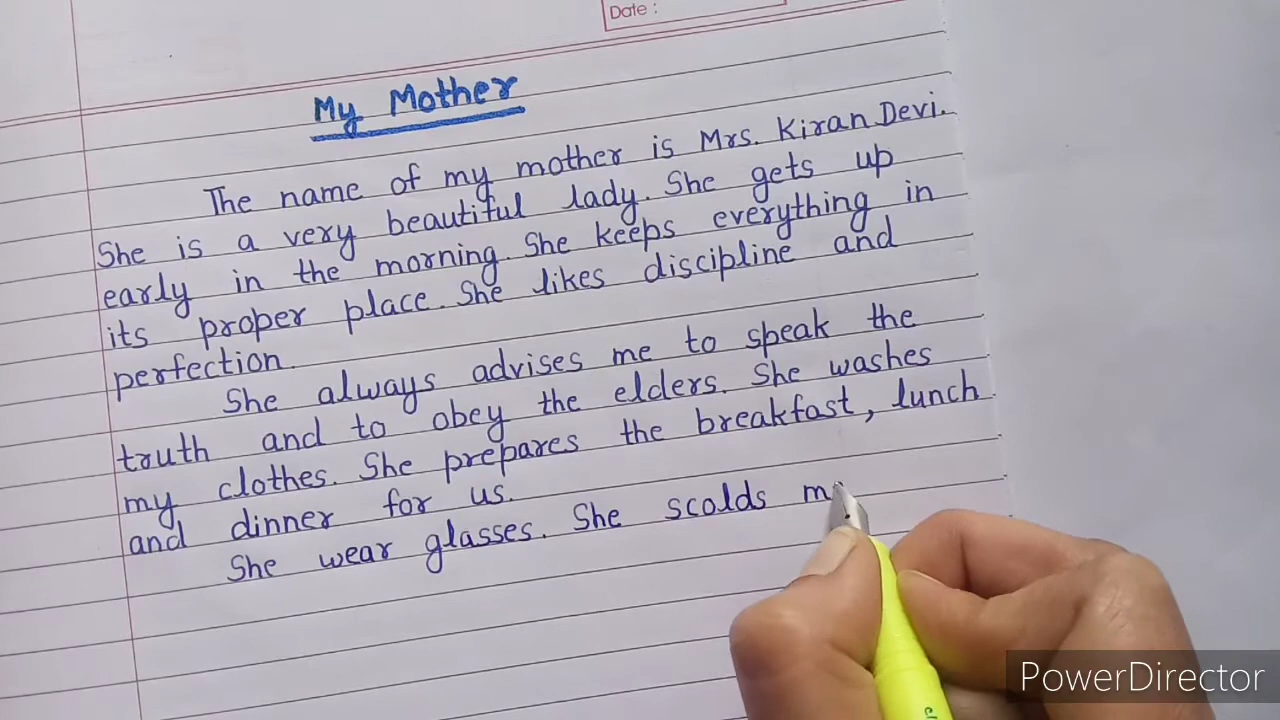 Date :
My Mother
The name of my mother is Mrs. Kiran Devi.
She is a very beautiful lady. She gets up
early in the morning. She keeps everything in
its proper place. She likes discipline and
perfection.
She always advises me to speak the
truth and to obey the elders. She washes
my clothes. She prepares the breakfast, lunch
and dinner for us.
She wear glasses. She scolds
PowerDirector